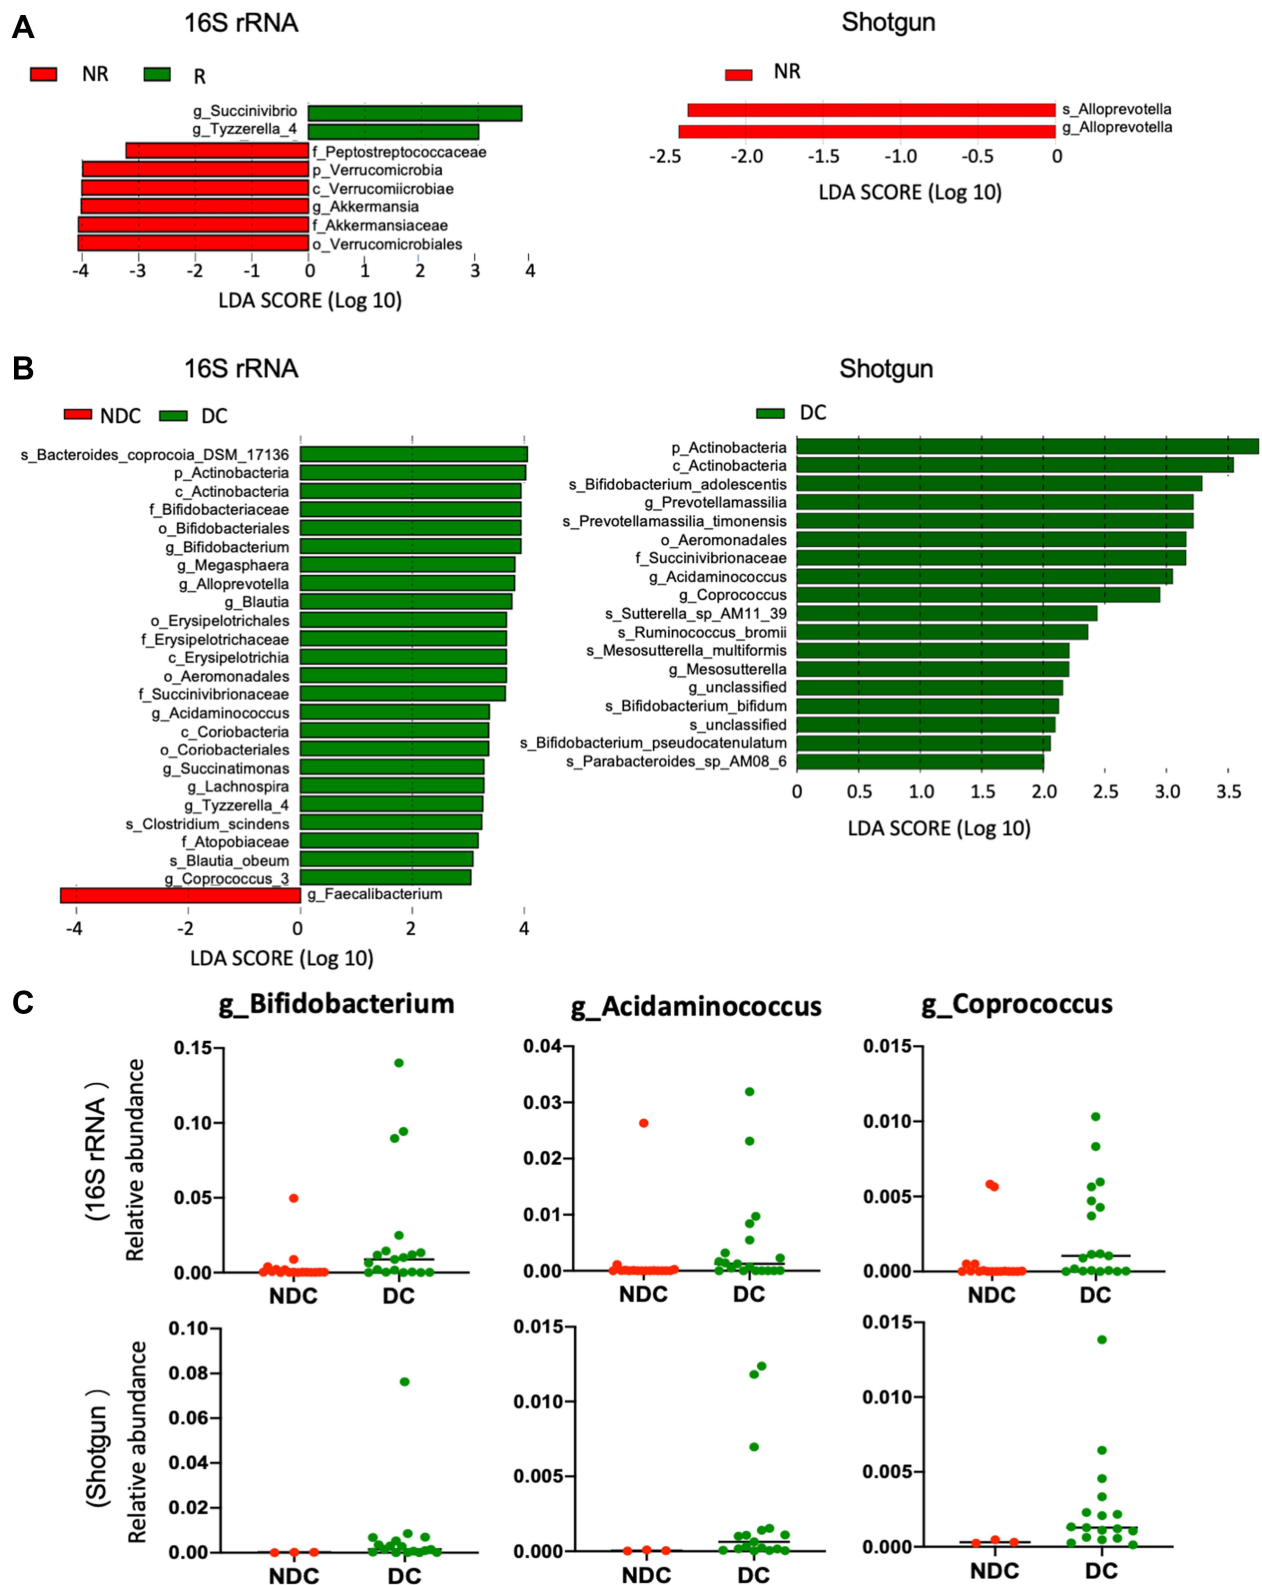 A
16S rRNA
Shotgun
NR
R
NR
g_Succinivibrio
g_Tyzzerella_4
f_Peptostreptococcaceae
p_Verrucomicrobia
c_Verrucomiicrobiae
g_Akkermansia
f_Akkermansiaceae
o_Verrucomicrobiales
-4 -3 -2 -1 0 1 2 3 4
LDA SCORE (Log 10)
s_Alloprevotella
g_Alloprevotella
-2.5 -2.0 -1.5 -1.0 -0.5 0
LDA SCORE (Log 10)
B
16S rRNA
Shotgun
NDC
DC
DC
s_Bacteroides_coprocoia_DSM_17136
p_Actinobacteria
c_Actinobacteria
f_Bifidobacteriaceae
o_Bifidobacteriales
g_Bifidobacterium
g_Megasphaera
g_Alloprevotella
g_Blautia
o_Erysipelotrichales
f_Erysipelotrichaceae
c_Erysipelotrichia
o_Aeromonadales
f_Succinivibrionaceae
g_Acidaminococcus
c_Coriobacteria
o_Coriobacteriales
g_Succinatimonas
g_Lachnospira
g_Tyzzerella_4
s_Clostridium_scindens
f_Atopobiaceae
s_Blautia_obeum
g_Coprococcus_3
g_Faecalibacterium
-4 -2 0 2 4
LDA SCORE (Log 10)
p_Actinobacteria
c_Actinobacteria
s_Bifidobacterium_adolescentis
g_Prevotellamassilia
s_Prevotellamassilia_timonensis
o_Aeromonadales
f_Succinivibrionaceae
g_Acidaminococcus
g_Coprococcus
s_Sutterella_sp_AM11_39
s_Ruminococcus_bromii
s_Mesosutterella_multiformis
g_Mesosutterella
g_unclassified
s_Bifidobacterium_bifidum
s_unclassified
s_Bifidobacterium_pseudocatenulatum
s_Parabacteroides_sp_AM08_6
0 0.5 1.0 1.5 2.0 2.5 3.0 3.5
LDA SCORE (Log 10)
C
g_Bifidobacterium
g_Acidaminococcus
g_Coprococcus
(16S rRNA )
Relative abundance
0.15
0.10
0.05
0.00
NDC DC
0.04
0.03
0.02
0.01
0.00
NDC DC
0.015
0.010
0.005
0.000
NDC DC
(Shotgun )
Relative abundance
0.10
0.08
0.06
0.04
0.02
0.00
NDC DC
0.015
0.010
0.005
0.000
NDC DC
0.015
0.010
0.005
0.000
NDC DC